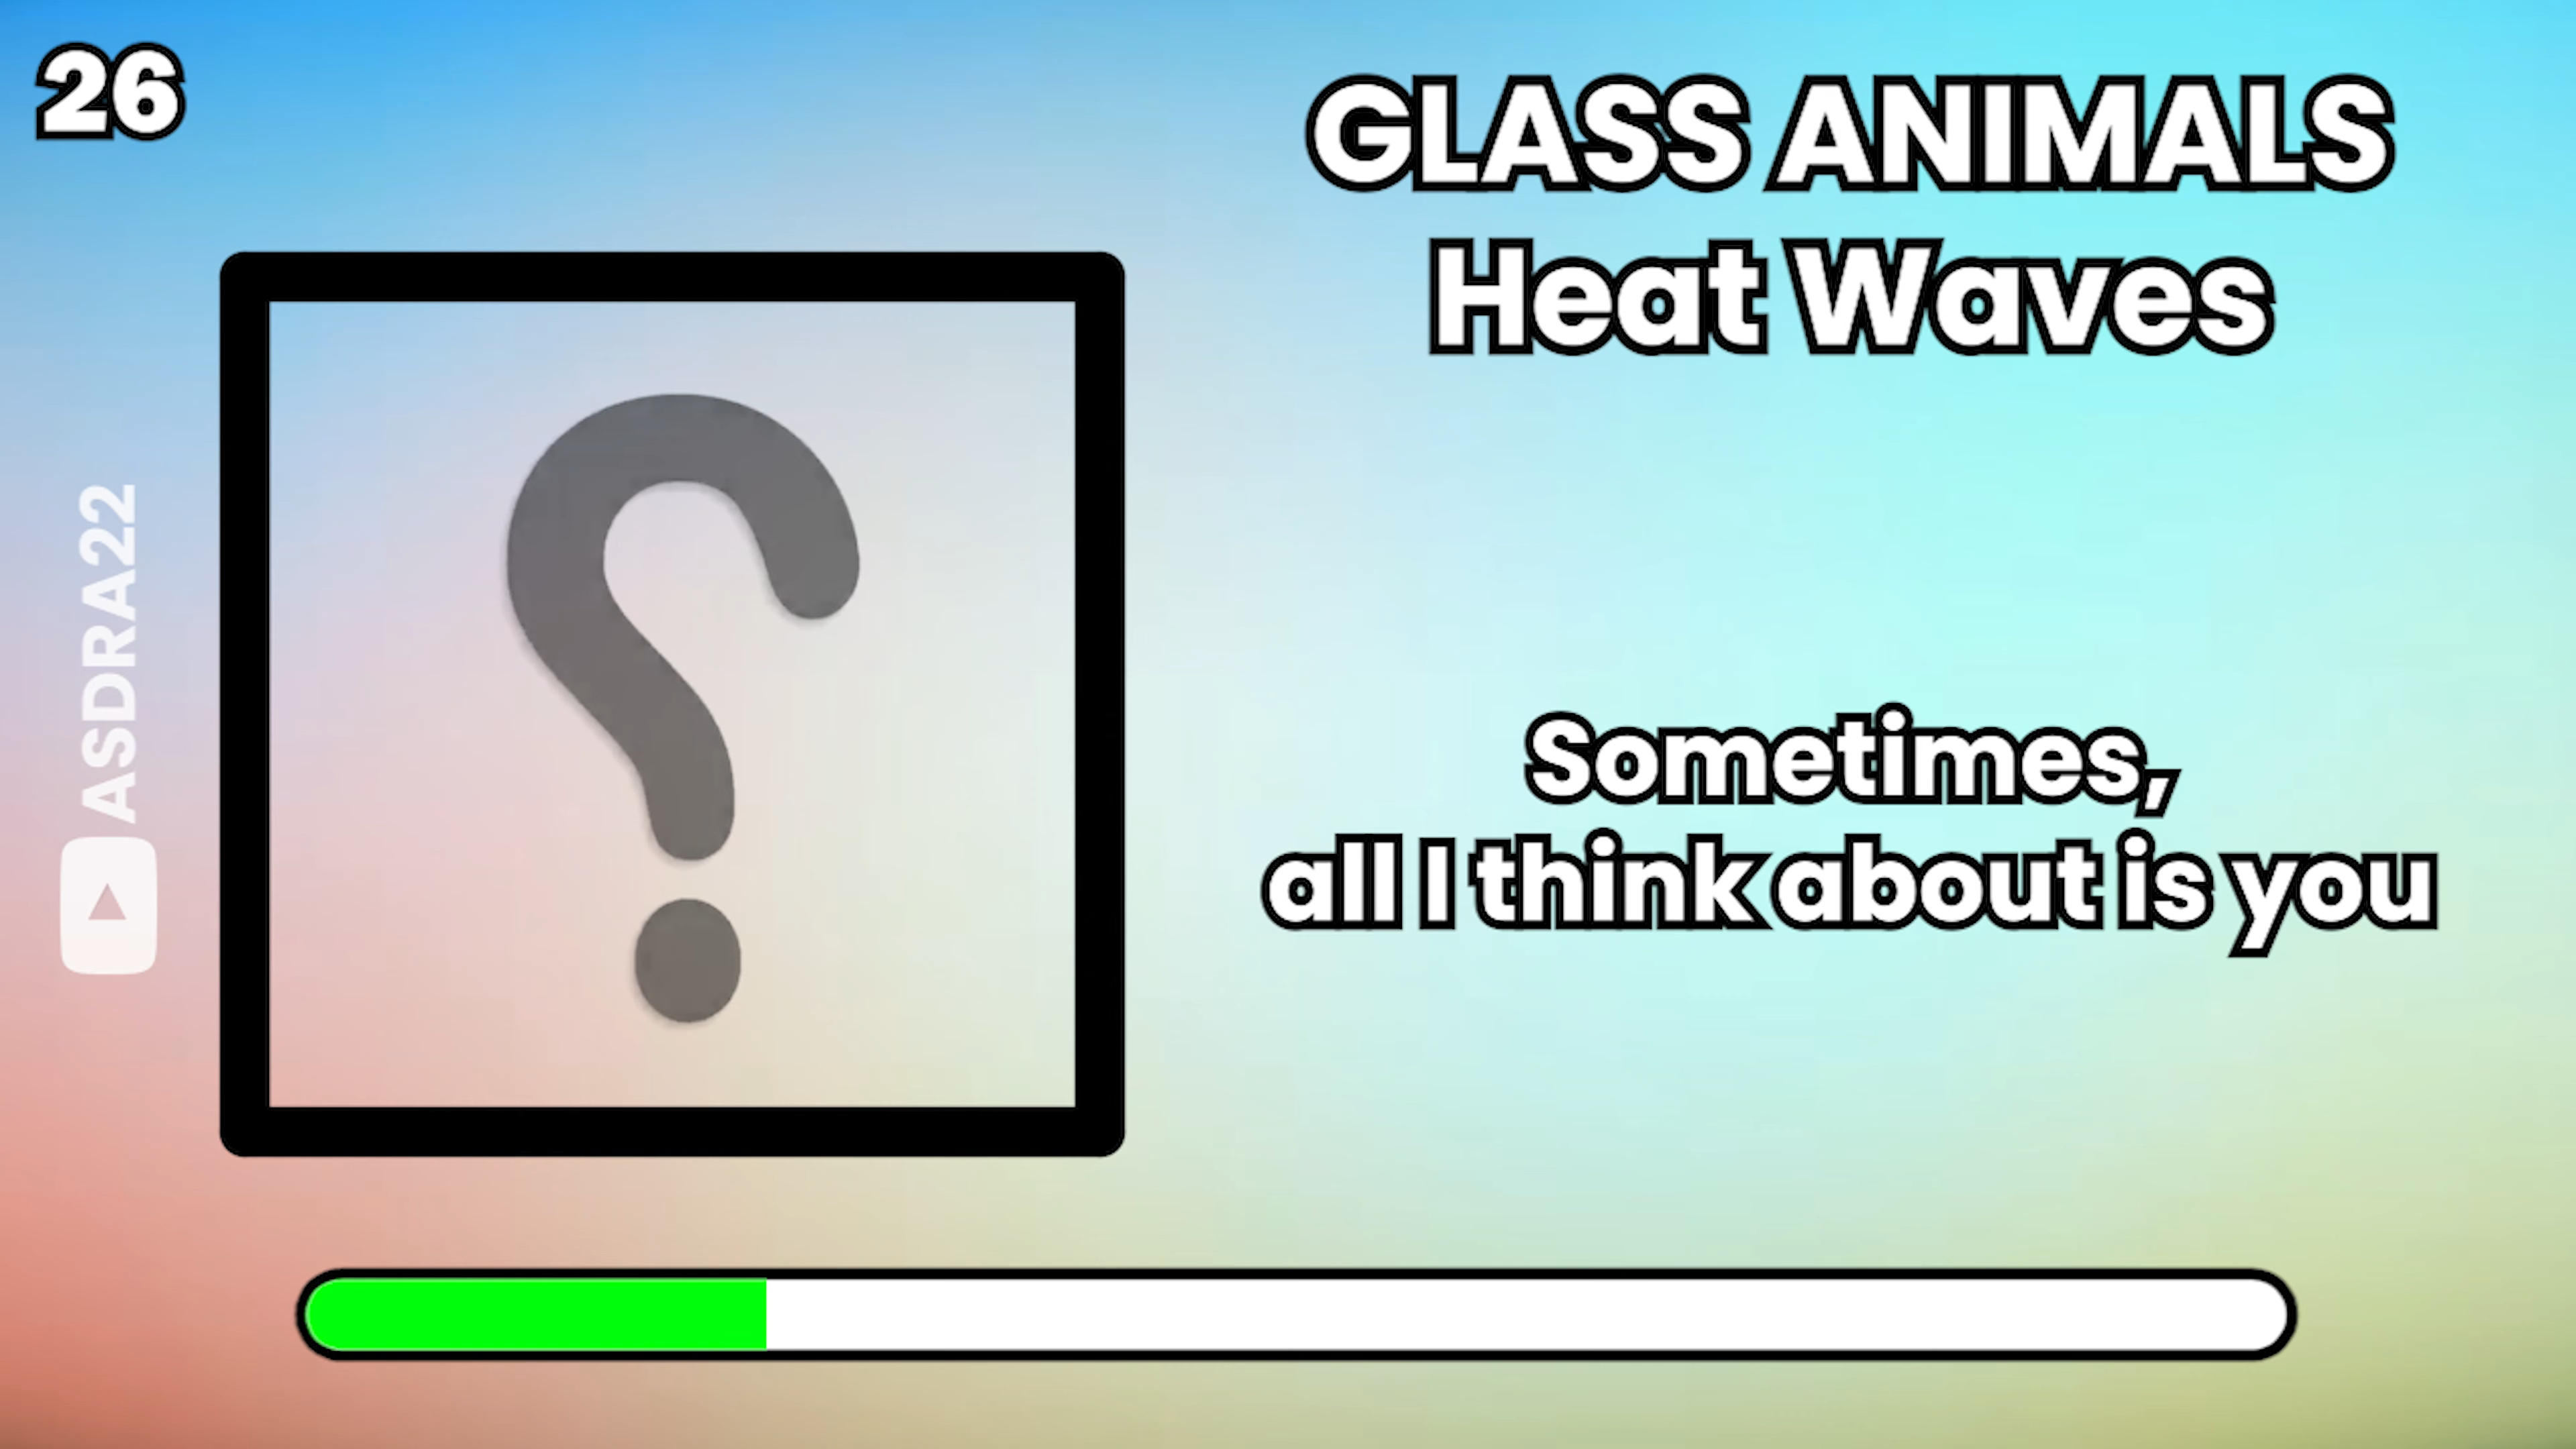 26
GLASS ANIMALS
Heat Waves
?
Sometimes,
all I think about is you
ASDRA22